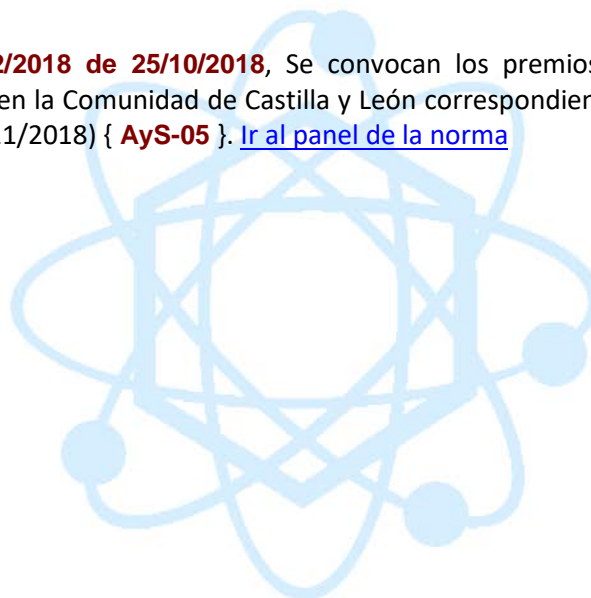 2/2018 de 25/10/2018, Se convocan los premios
en la Comunidad de Castilla y León correspondien
1/2018) { AyS-05 }. Ir al panel de la norma